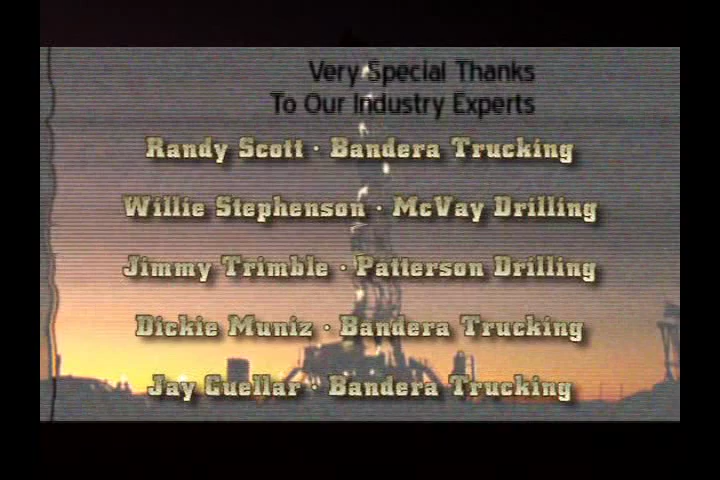 Very Special Thanks
To Our Industry Experts
Randy Scott · Bandera Trucking
Willie Stephenson · McVay Drilling
Jimmy Trimble · Patterson Drilling
Dickie Muniz · Bandera Trucking
Jay Guellar · Bandera Trucking